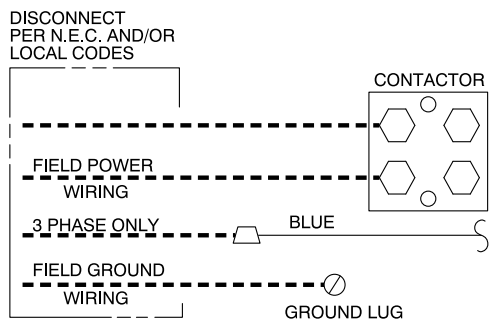 DISCONNECT
PER N.E.C. AND/OR
LOCAL CODES
CONTACTOR
FIELD POWER
WIRING
3 PHASE ONLY
BLUE
FIELD GROUND
WIRING
GROUND LUG